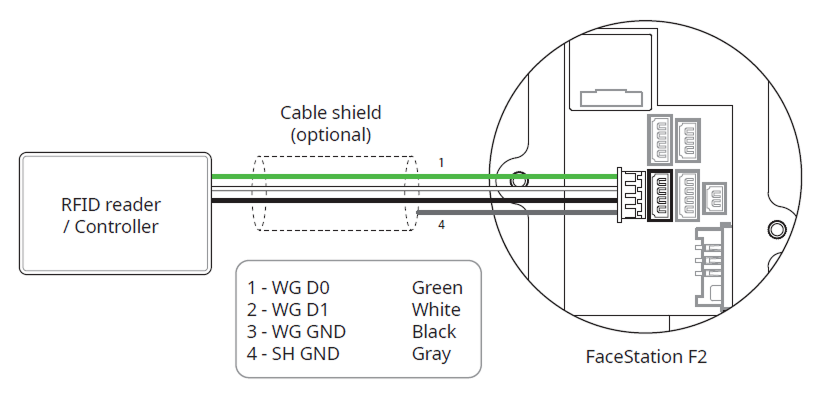 Cable shield
(optional)
1
RFID reader
/ Controller
4
1 - WG D0 Green
2 - WG D1 White
3 - WG GND Black
4 - SH GND Gray
FaceStation F2